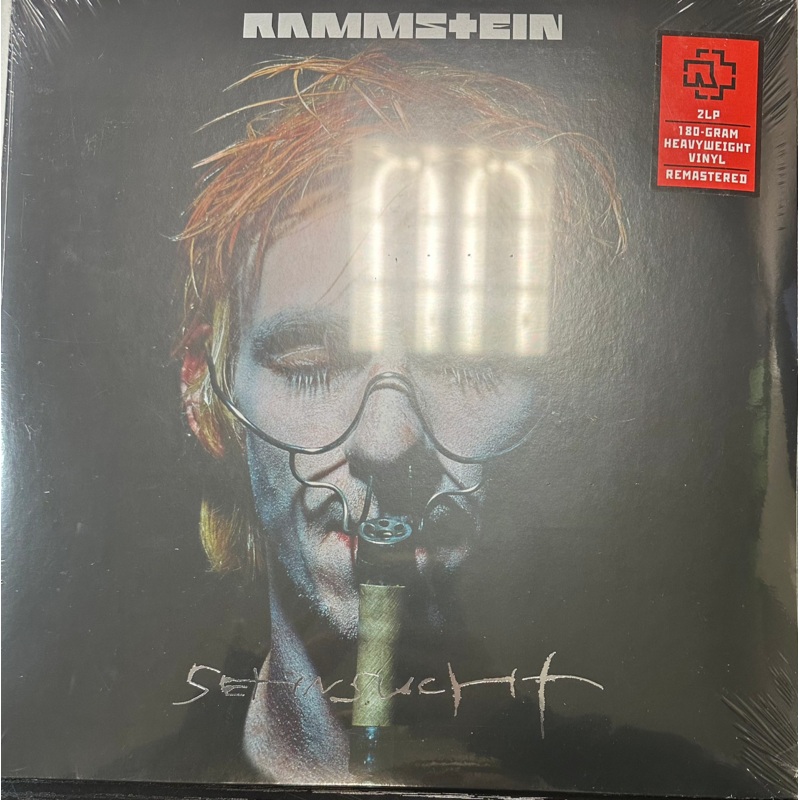 RAMMSTEIN
2LP
180-GRAM
HEAVYWEIGHT
VINYL
REMASTERED
SEHNSUCHT